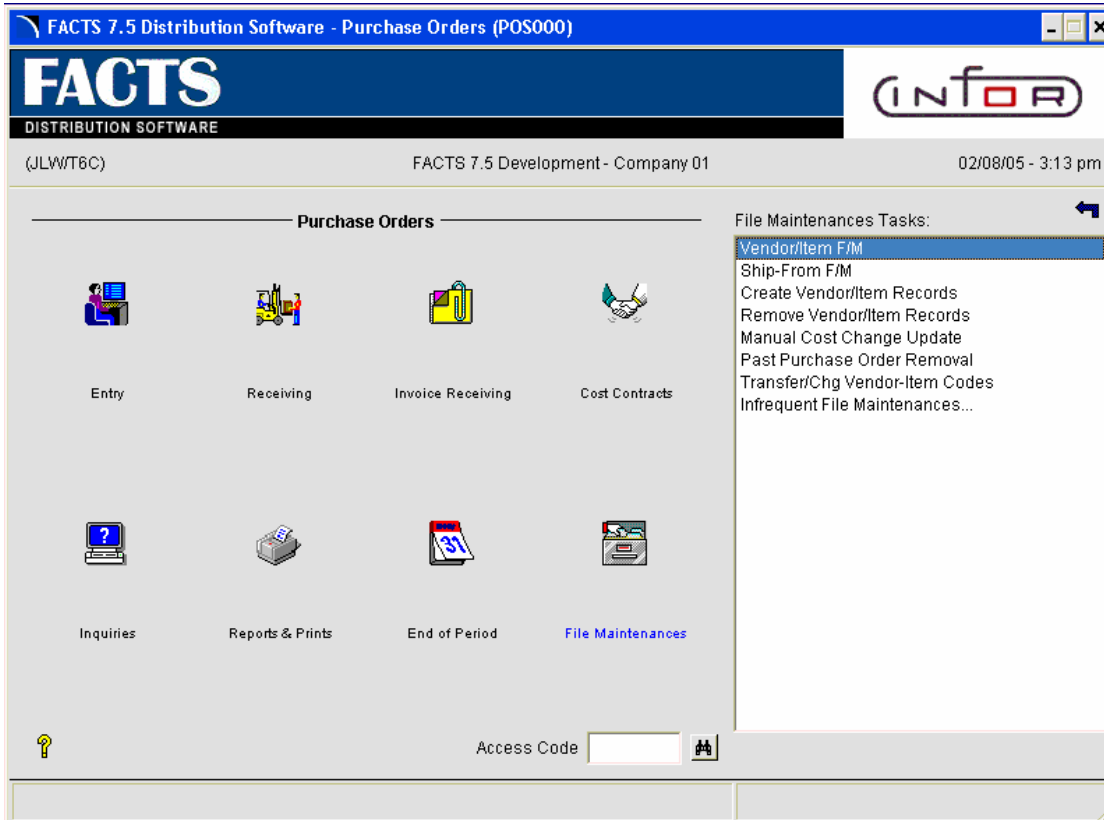 FACTS 7.5 Distribution Software - Purchase Orders (POS000)
FACTS
DISTRIBUTION SOFTWARE
INFOR
(JLW/T6C)
FACTS 7.5 Development - Company 01
02/08/05 - 3:13 pm
Purchase Orders
Entry
Receiving
Invoice Receiving
Cost Contracts
Inquiries
Reports & Prints
31
End of Period
File Maintenances
Access Code
File Maintenances Tasks:
Vendor/Item F/M
Ship-From F/M
Create Vendor/Item Records
Remove Vendor/Item Records
Manual Cost Change Update
Past Purchase Order Removal
Transfer/Chg Vendor-Item Codes
Infrequent File Maintenances...